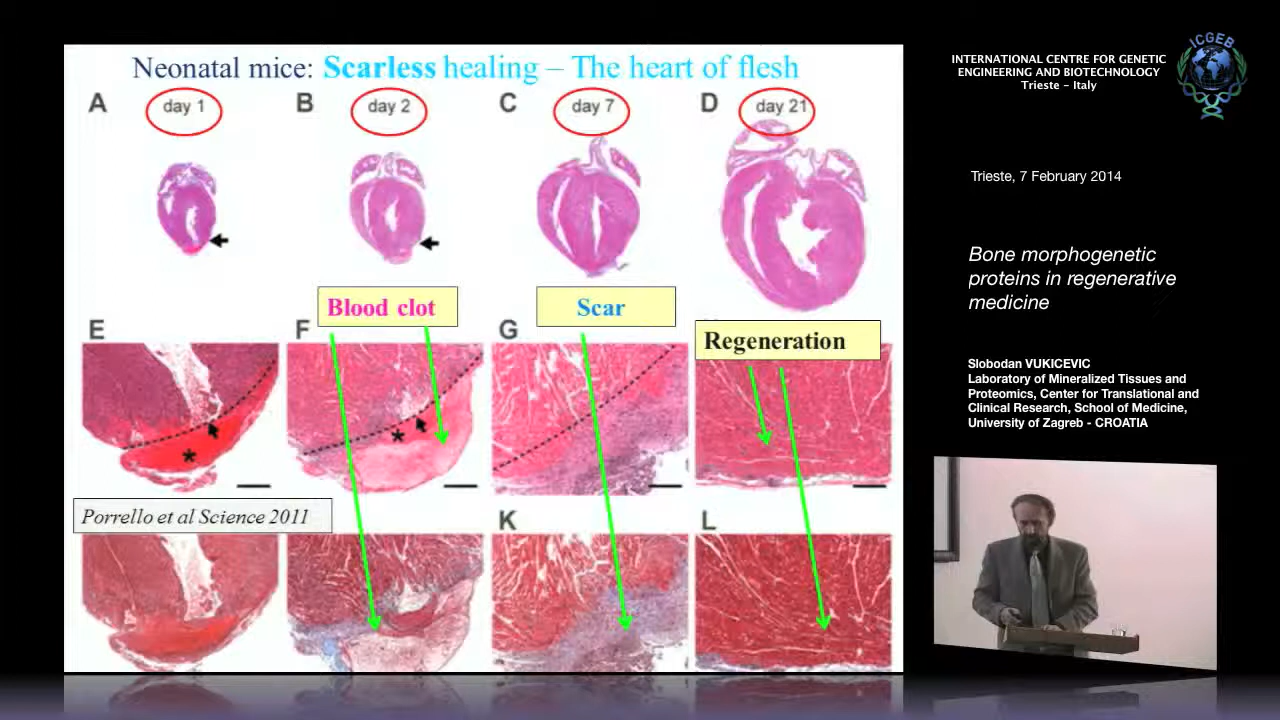 Neonatal mice: Scarless healing – The heart of flesh
A
day 1
B
day 2
C
day 7
D
day 21
Blood clot
Scar
Regeneration
E
F
G
*
*
Porrello et al Science 2011
K
L
ICGEB
INTERNATIONAL CENTRE FOR GENETIC
ENGINEERING AND BIOTECHNOLOGY
Trieste – Italy
Trieste, 7 February 2014
Bone morphogenetic
proteins in regenerative
medicine
Slobodan VUKICEVIC
Laboratory of Mineralized Tissues and
Proteomics, Center for Translational and
Clinical Research, School of Medicine,
University of Zagreb - CROATIA